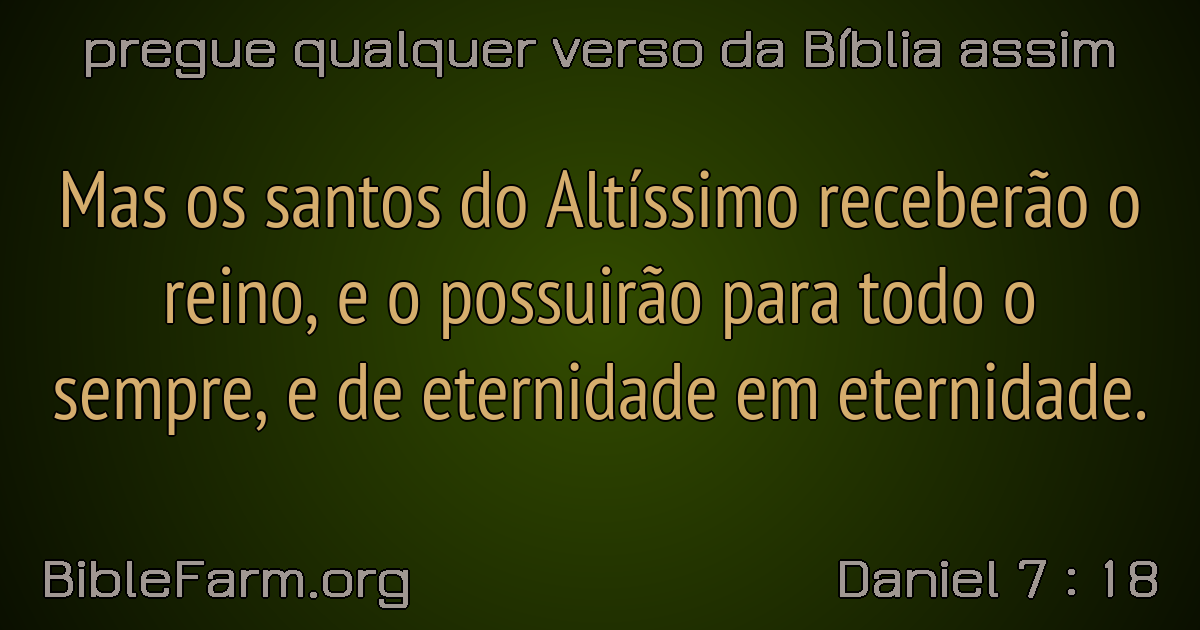 pregue qualquer verso da Bíblia assim
Mas os santos do Altíssimo receberão o
reino, e o possuirão para todo o
sempre, e de eternidade em eternidade.
BibleFarm.org
Daniel 7 : 18